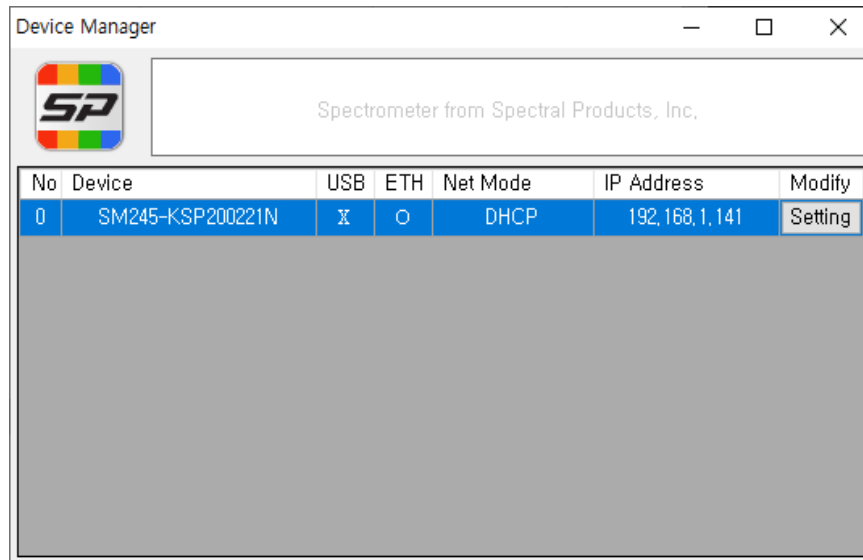 Device Manager
SP
Spectrometer from Spectral Products, Inc.
No Device USB ETH Net Mode IP Address Modify
0 SM245-KSP200221N X O DHCP 192.168.1.141 Setting